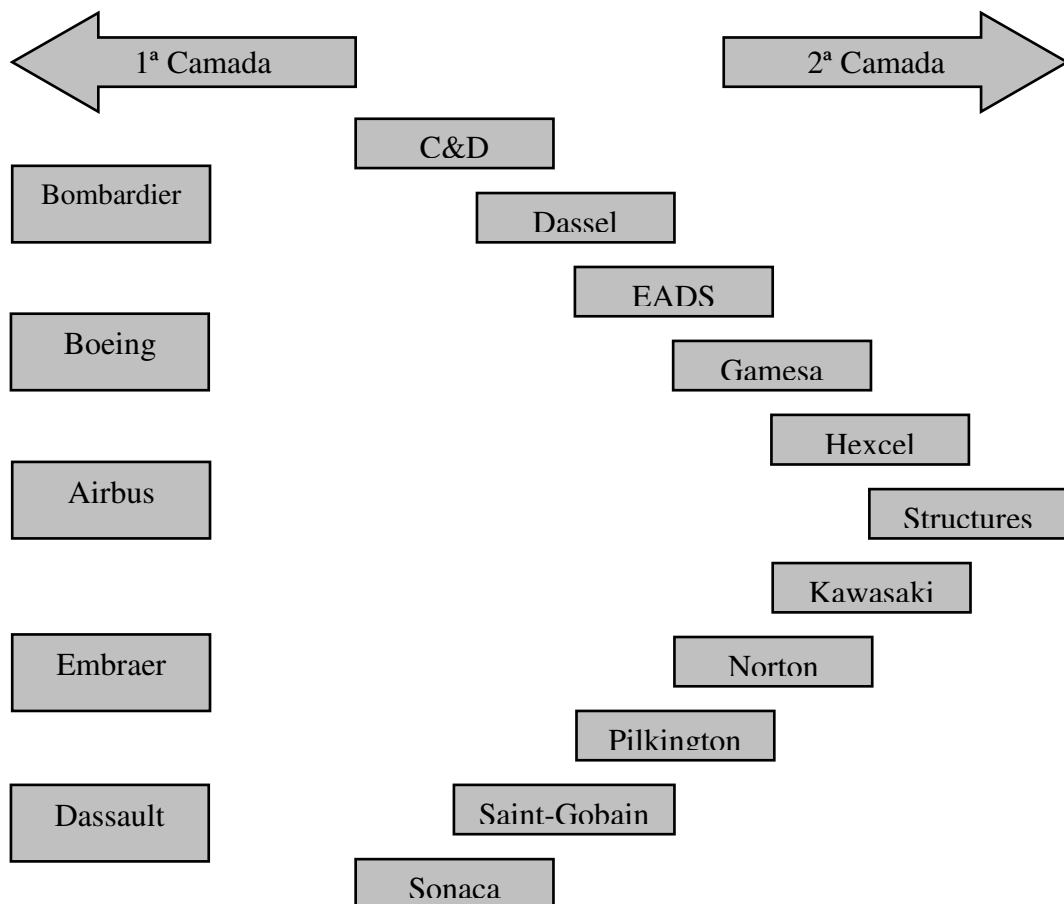 1ª Camada
2ª Camada
C&D
Bombardier
Dassel
EADS
Boeing
Gamesa
Hexcel
Airbus
Structures
Kawasaki
Embraer
Norton
Pilkington
Dassault
Saint-Gobain
Sonaca